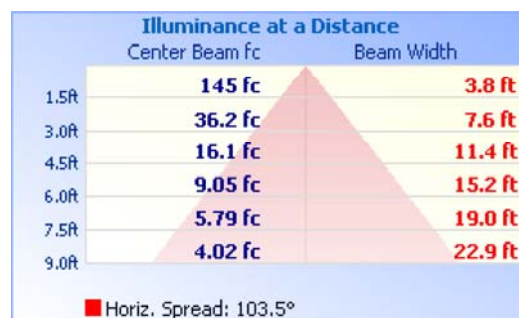 Illuminance at a Distance
Center Beam fc Beam Width
1.5ft 145 fc 3.8 ft
3.0ft 36.2 fc 7.6 ft
4.5ft 16.1 fc 11.4 ft
6.0ft 9.05 fc 15.2 ft
7.5ft 5.79 fc 19.0 ft
9.0ft 4.02 fc 22.9 ft
Horiz. Spread: 103.5°